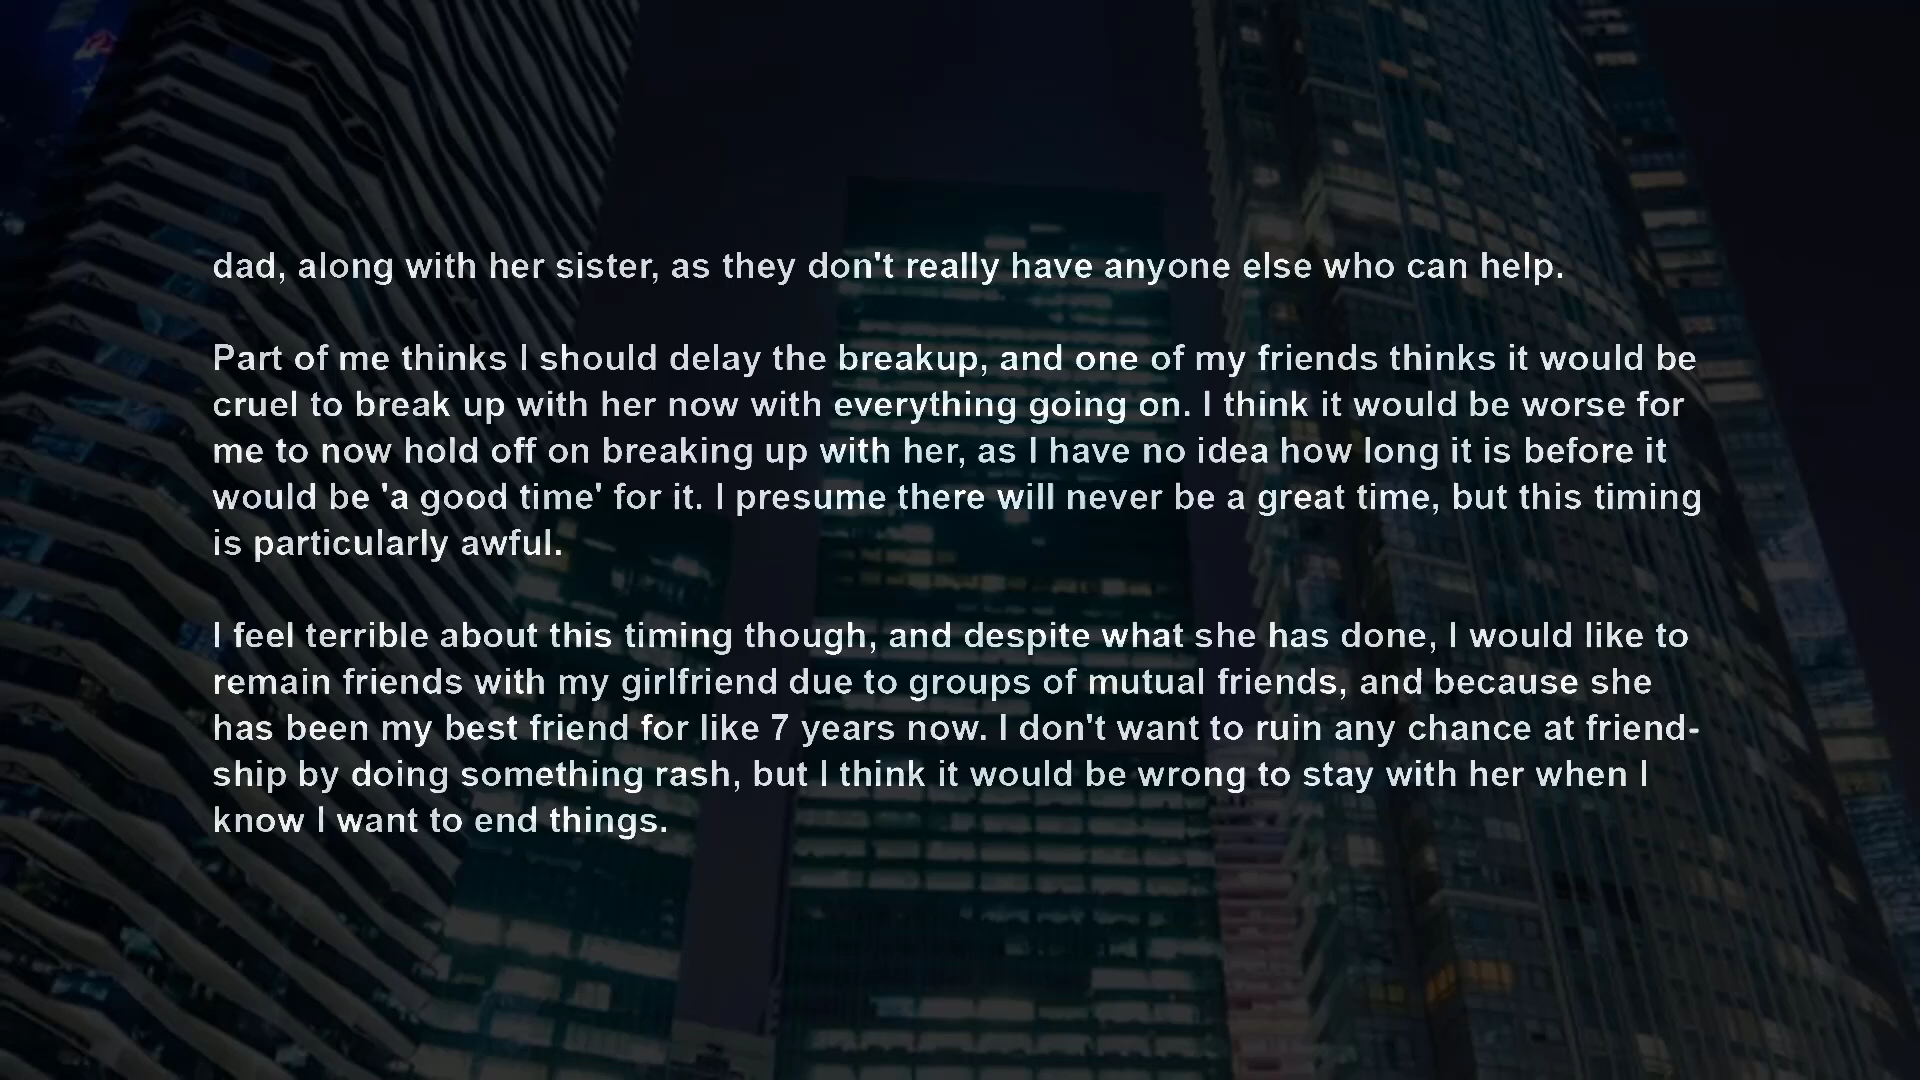 dad, along with her sister, as they don't really have anyone else who can help.
Part of me thinks I should delay the breakup, and one of my friends thinks it would be
cruel to break up with her now with everything going on. I think it would be worse for
me to now hold off on breaking up with her, as I have no idea how long it is before it
would be 'a good time' for it. I presume there will never be a great time, but this timing
is particularly awful.
I feel terrible about this timing though, and despite what she has done, I would like to
remain friends with my girlfriend due to groups of mutual friends, and because she
has been my best friend for like 7 years now. I don't want to ruin any chance at friend-
ship by doing something rash, but I think it would be wrong to stay with her when I
know I want to end things.